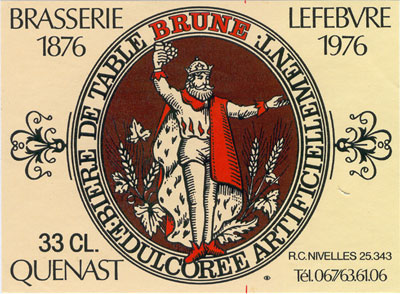 BRASSERIE LEFEBVRE
1876 1976
BIERE DE TABLE BRUNE EDULCOREE ARTIFICIELLEMENT
33 CL.
QUENAST
R.C. NIVELLES 25.343
Tél. 067/63.61.06